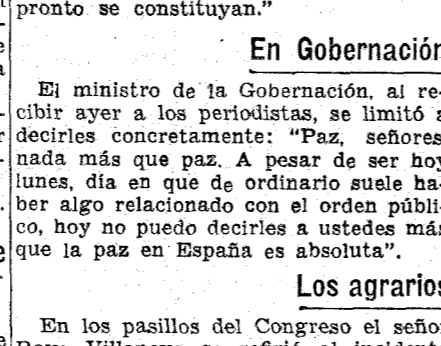 pronto se constituyan."
En Gobernación
El ministro de la Gobernación, al re-
cibir ayer a los periodistas, se limitó a
decirles concretamente: "Paz, señores,
nada más que paz. A pesar de ser hoy
lunes, día en que de ordinario suele ha-
ber algo relacionado con el orden públi-
co, hoy no puedo decirles a ustedes más
que la paz en España es absoluta".
Los agrarios
En los pasillos del Congreso el señor